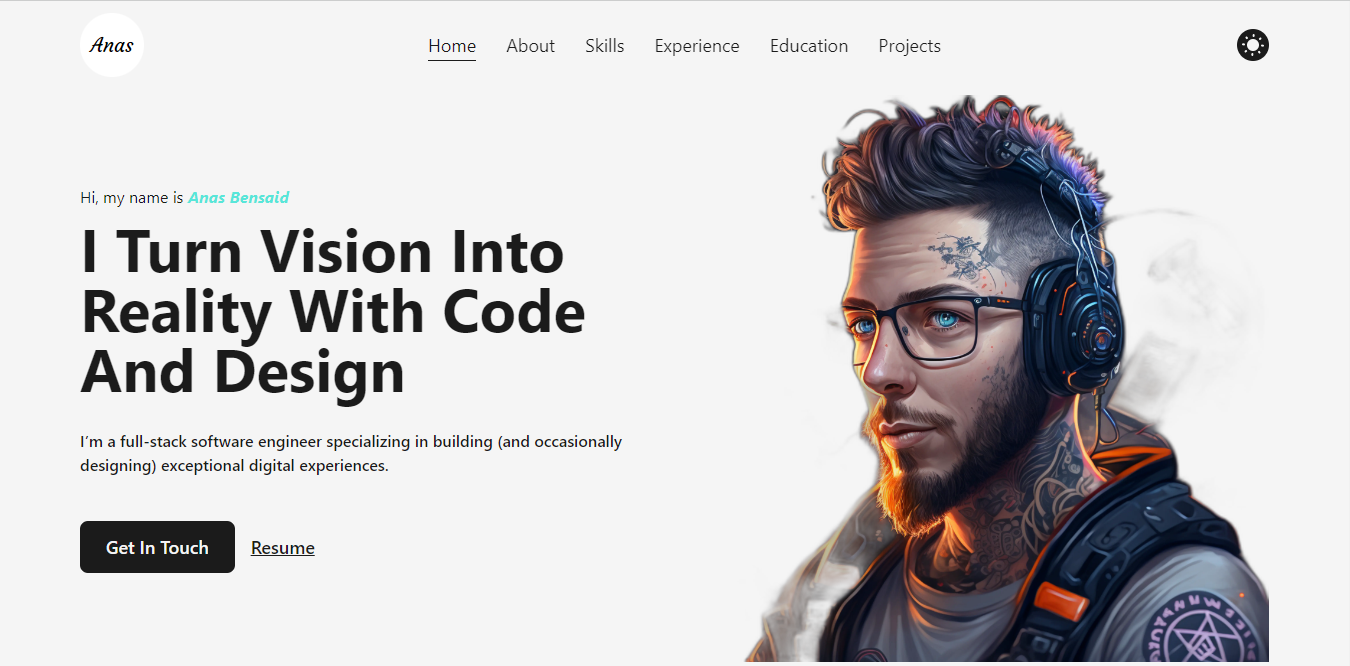 Anas
Home About Skills Experience Education Projects
Hi, my name is Anas Bensaid
I Turn Vision Into
Reality With Code
And Design
I'm a full-stack software engineer specializing in building (and occasionally
designing) exceptional digital experiences.
Get In Touch Resume